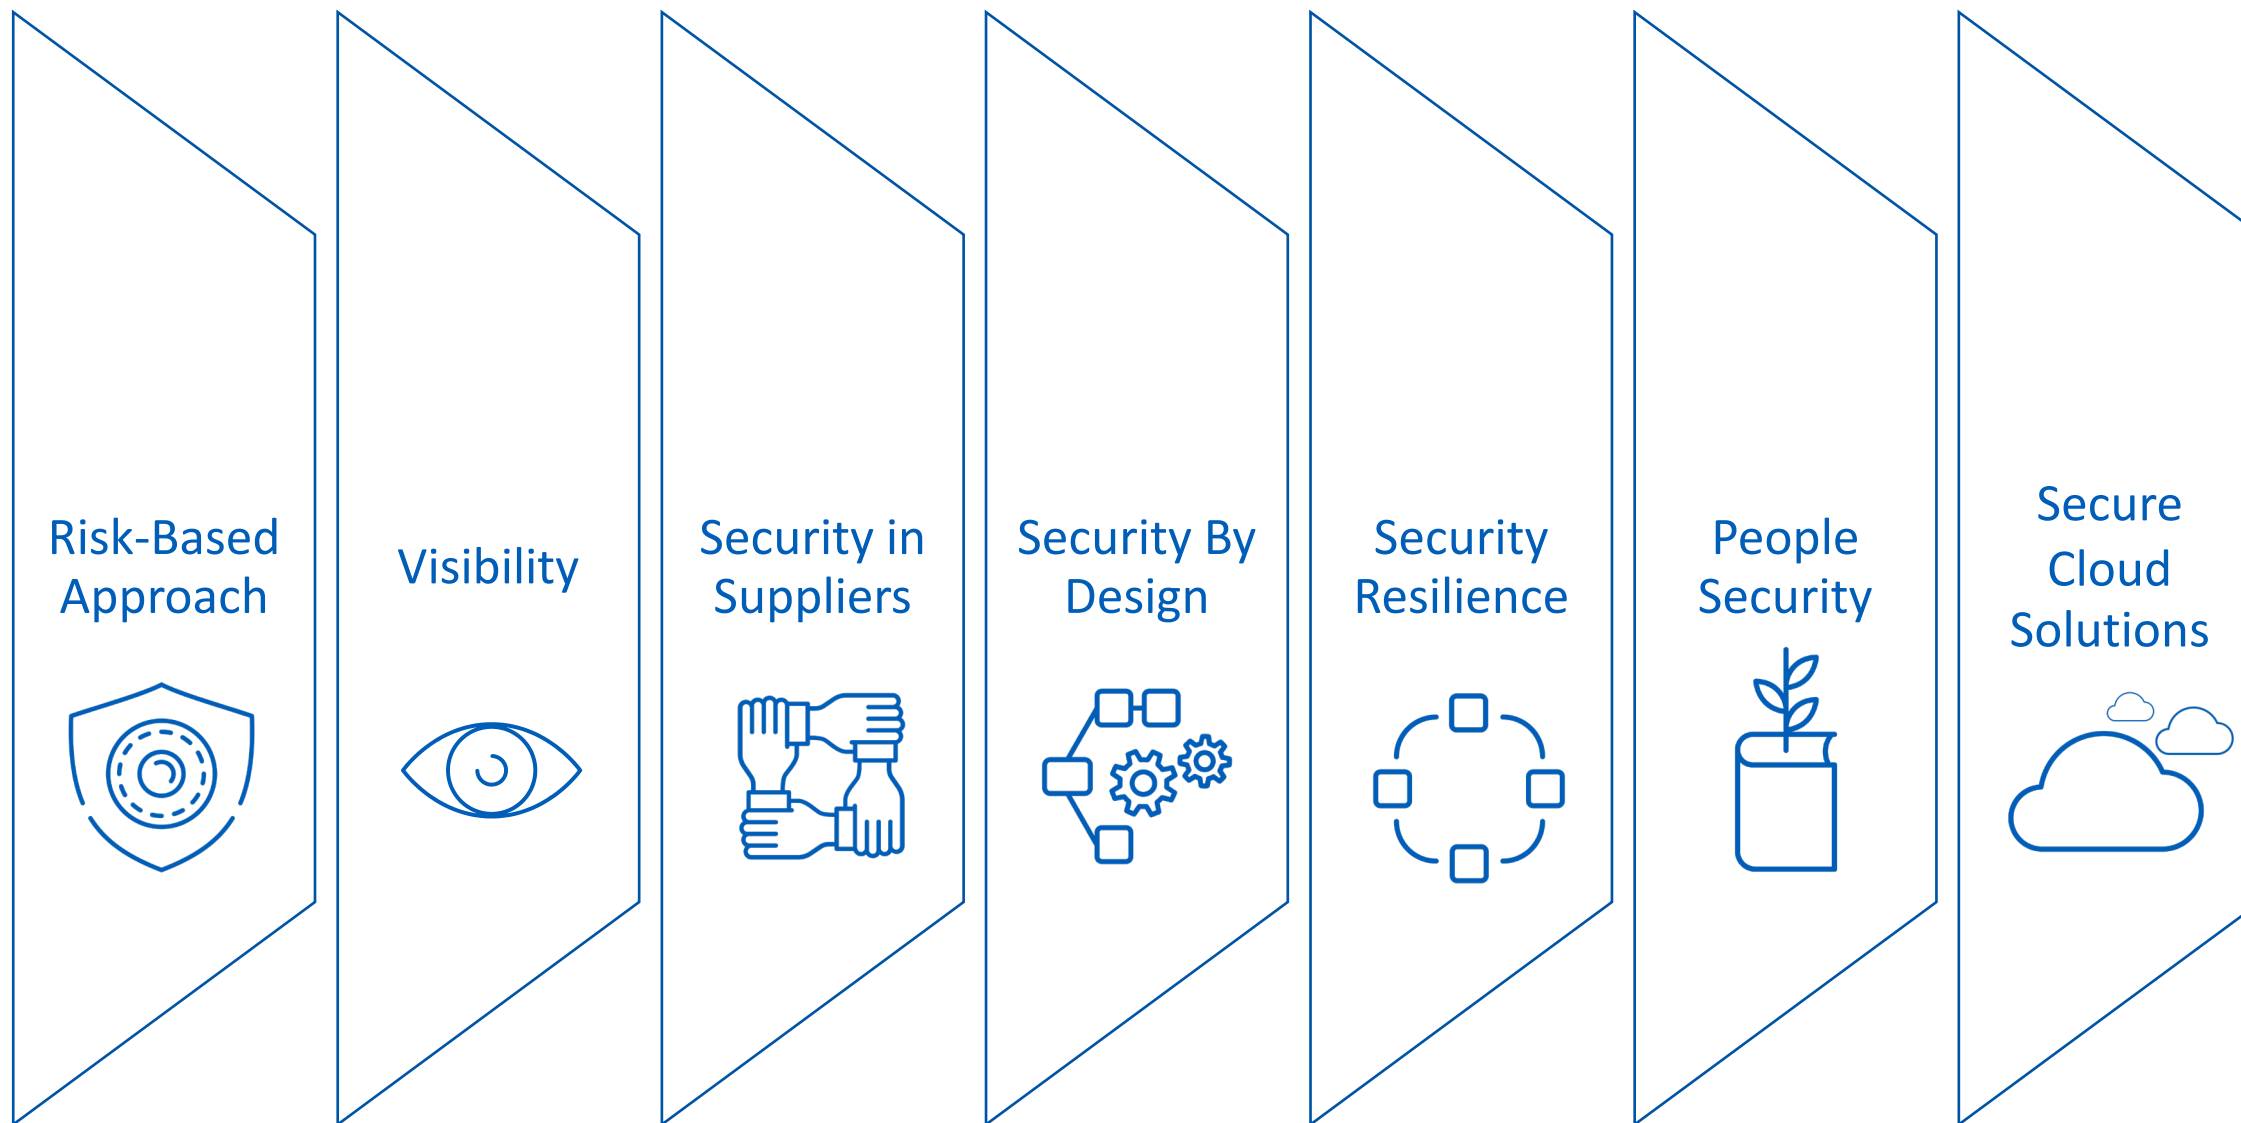 Risk-Based
Approach
Visibility
Security in
Suppliers
Security By
Design
Security
Resilience
People
Security
Secure
Cloud
Solutions